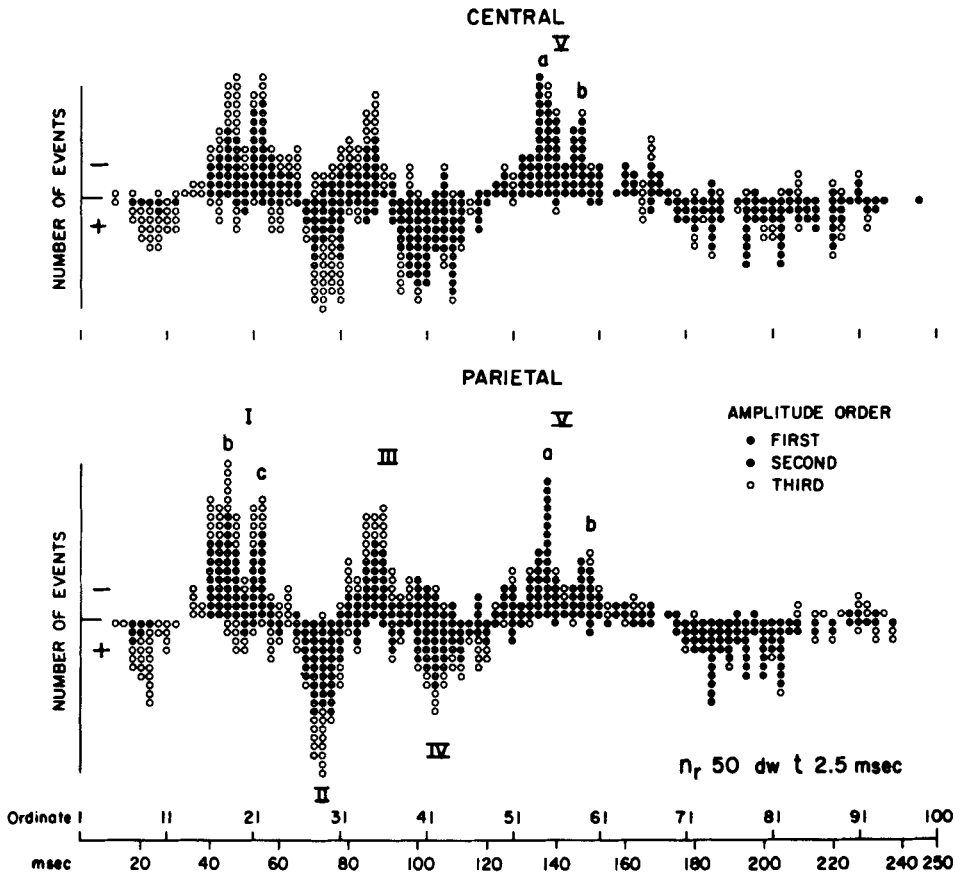 CENTRAL
V
a
b
NUMBER OF EVENTS
−
+
PARIETAL
I
V
AMPLITUDE ORDER
● FIRST
● SECOND
○ THIRD
b
c
III
a
b
NUMBER OF EVENTS
−
+
IV
II
nr 50 dw t 2.5 msec
Ordinate 1 11 21 31 41 51 61 71 81 91 100
msec 20 40 60 80 100 120 140 160 180 200 220 240 250